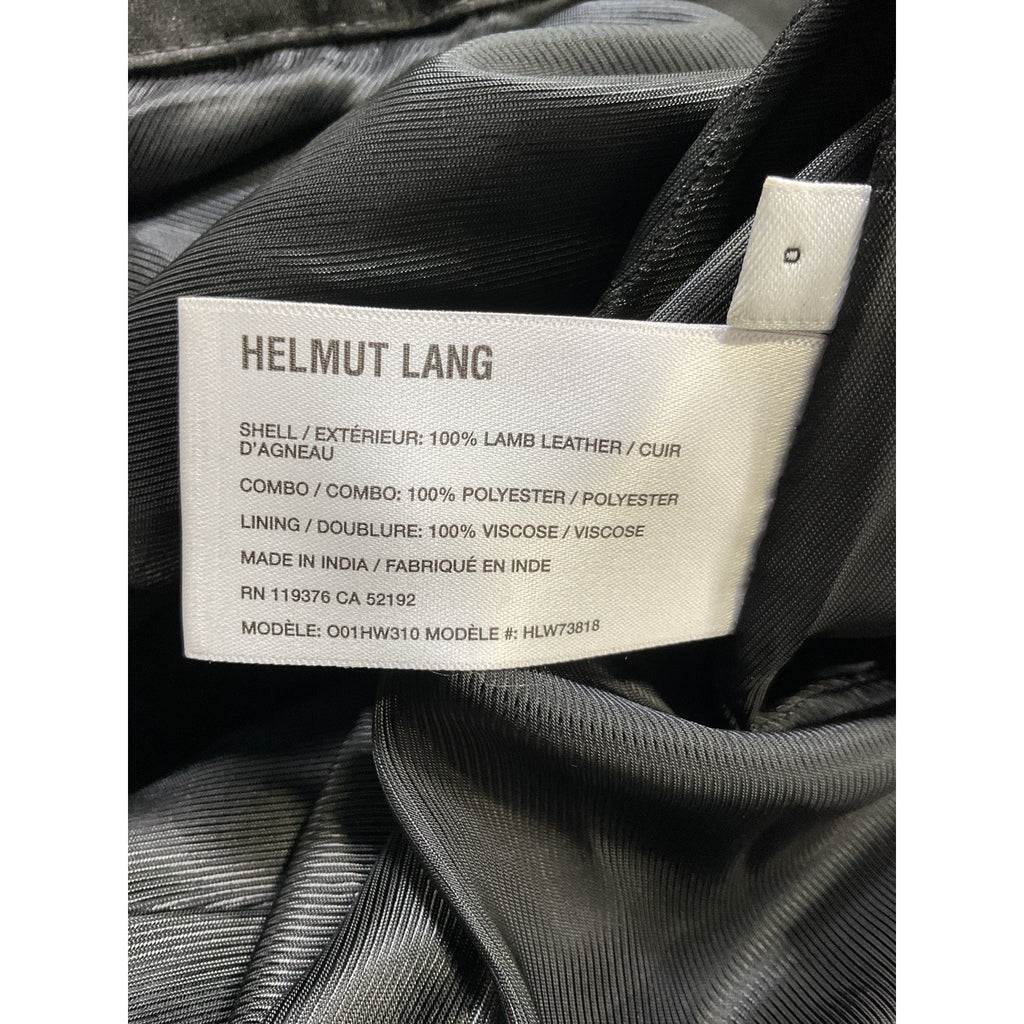 0
HELMUT LANG
SHELL / EXTÉRIEUR: 100% LAMB LEATHER / CUIR
D'AGNEAU
COMBO / COMBO: 100% POLYESTER / POLYESTER
LINING / DOUBLURE: 100% VISCOSE / VISCOSE
MADE IN INDIA / FABRIQUÉ EN INDE
RN 119376 CA 52192
MODÈLE: O01HW310 MODÈLE #: HLW73818